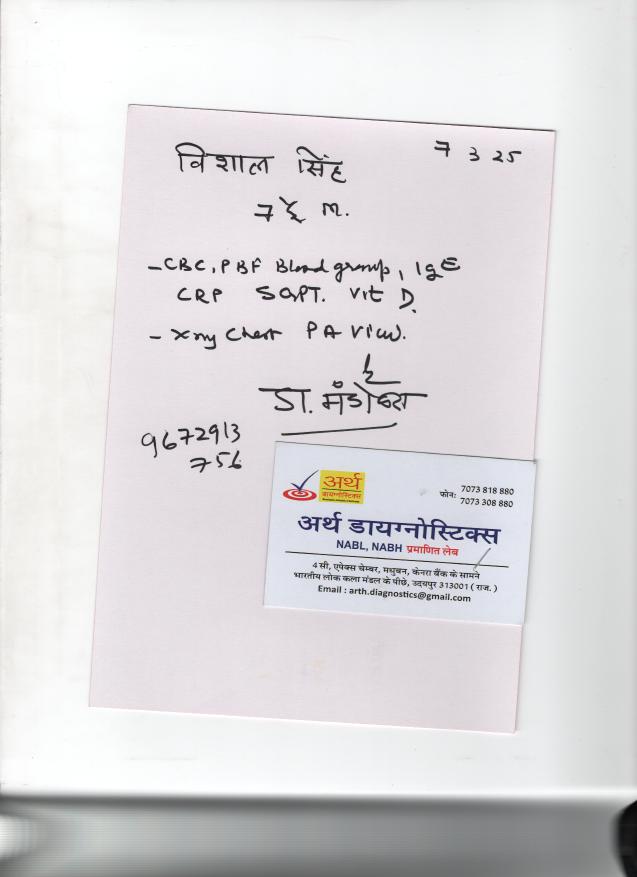 7 3 25
विशाल सिंह
7 M.
- CBC, PBF Blood group, IgE
CRP SGPT. Vit D.
- Xray Chest PA View.
डा.
9672913
756
अर्थ
डायग्नोस्टिक्स
फोन: 7073 818 880
7073 308 880
अर्थ डायग्नोस्टिक्स
NABL, NABH प्रमाणित लेब
4 सी, एपेक्स चेम्बर, मधुबन, केनरा बैंक के सामने
भारतीय लोक कला मंडल के पीछे, उदयपुर 313001 ( राज. )
Email : arth.diagnostics@gmail.com